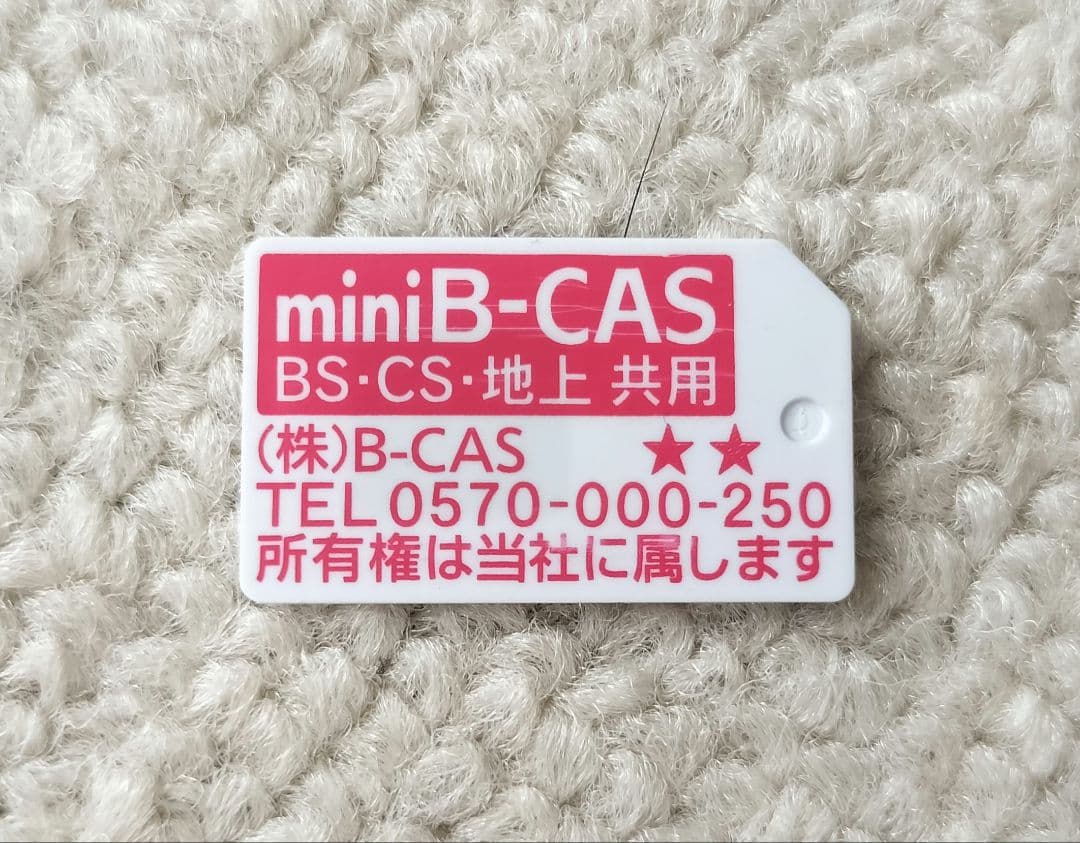 miniB-CAS
BS・CS・地上 共用
(株)B-CAS ★★
TEL 0570-000-250
所有権は当社に属します